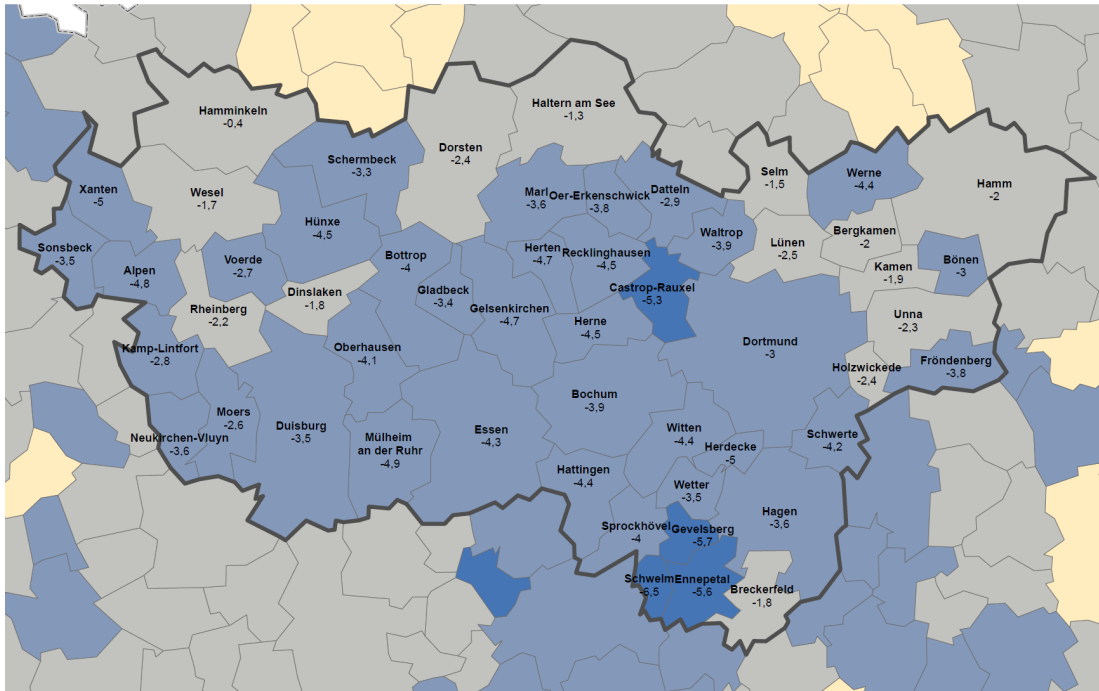 Hamminkeln
-0,4
Haltern am See
-1,3
Dorsten
-2,4
Schermbeck
-3,3
Selm
-1,5
Werne
-4,4
Hamm
-2
Xanten
-5
Wesel
-1,7
Marl
-3,6
Oer-Erkenschwick
-3,8
Datteln
-2,9
Hünxe
-4,5
Waltrop
-3,9
Lünen
-2,5
Bergkamen
-2
Sonsbeck
-3,5
Alpen
-4,8
Voerde
-2,7
Bottrop
-4
Herten
-4,7
Recklinghausen
-4,5
Kamen
-1,9
Bönen
-3
Rheinberg
-2,2
Dinslaken
-1,8
Gladbeck
-3,4
Gelsenkirchen
-4,7
Castrop-Rauxel
-5,3
Herne
-4,5
Unna
-2,3
Kamp-Lintfort
-2,8
Oberhausen
-4,1
Dortmund
-3
Holzwickede
-2,4
Fröndenberg
-3,8
Bochum
-3,9
Neukirchen-Vluyn
-3,6
Moers
-2,6
Duisburg
-3,5
Mülheim
an der Ruhr
-4,9
Essen
-4,3
Witten
-4,4
Herdecke
-5
Schwerte
-4,2
Hattingen
-4,4
Wetter
-3,5
Hagen
-3,6
Sprockhövel
-4
Gevelsberg
-5,7
Schwelm
-6,5
Ennepetal
-5,6
Breckerfeld
-1,8